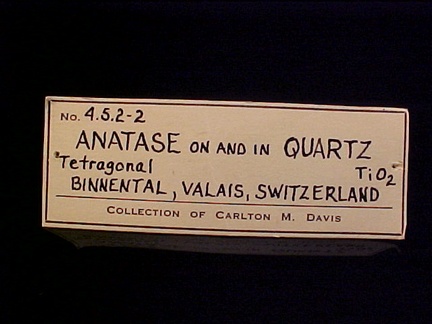 No. 4.5.2-2
ANATASE ON AND IN QUARTZ
Tetragonal TiO2
BINNENTAL, VALAIS, SWITZERLAND
COLLECTION OF CARLTON M. DAVIS